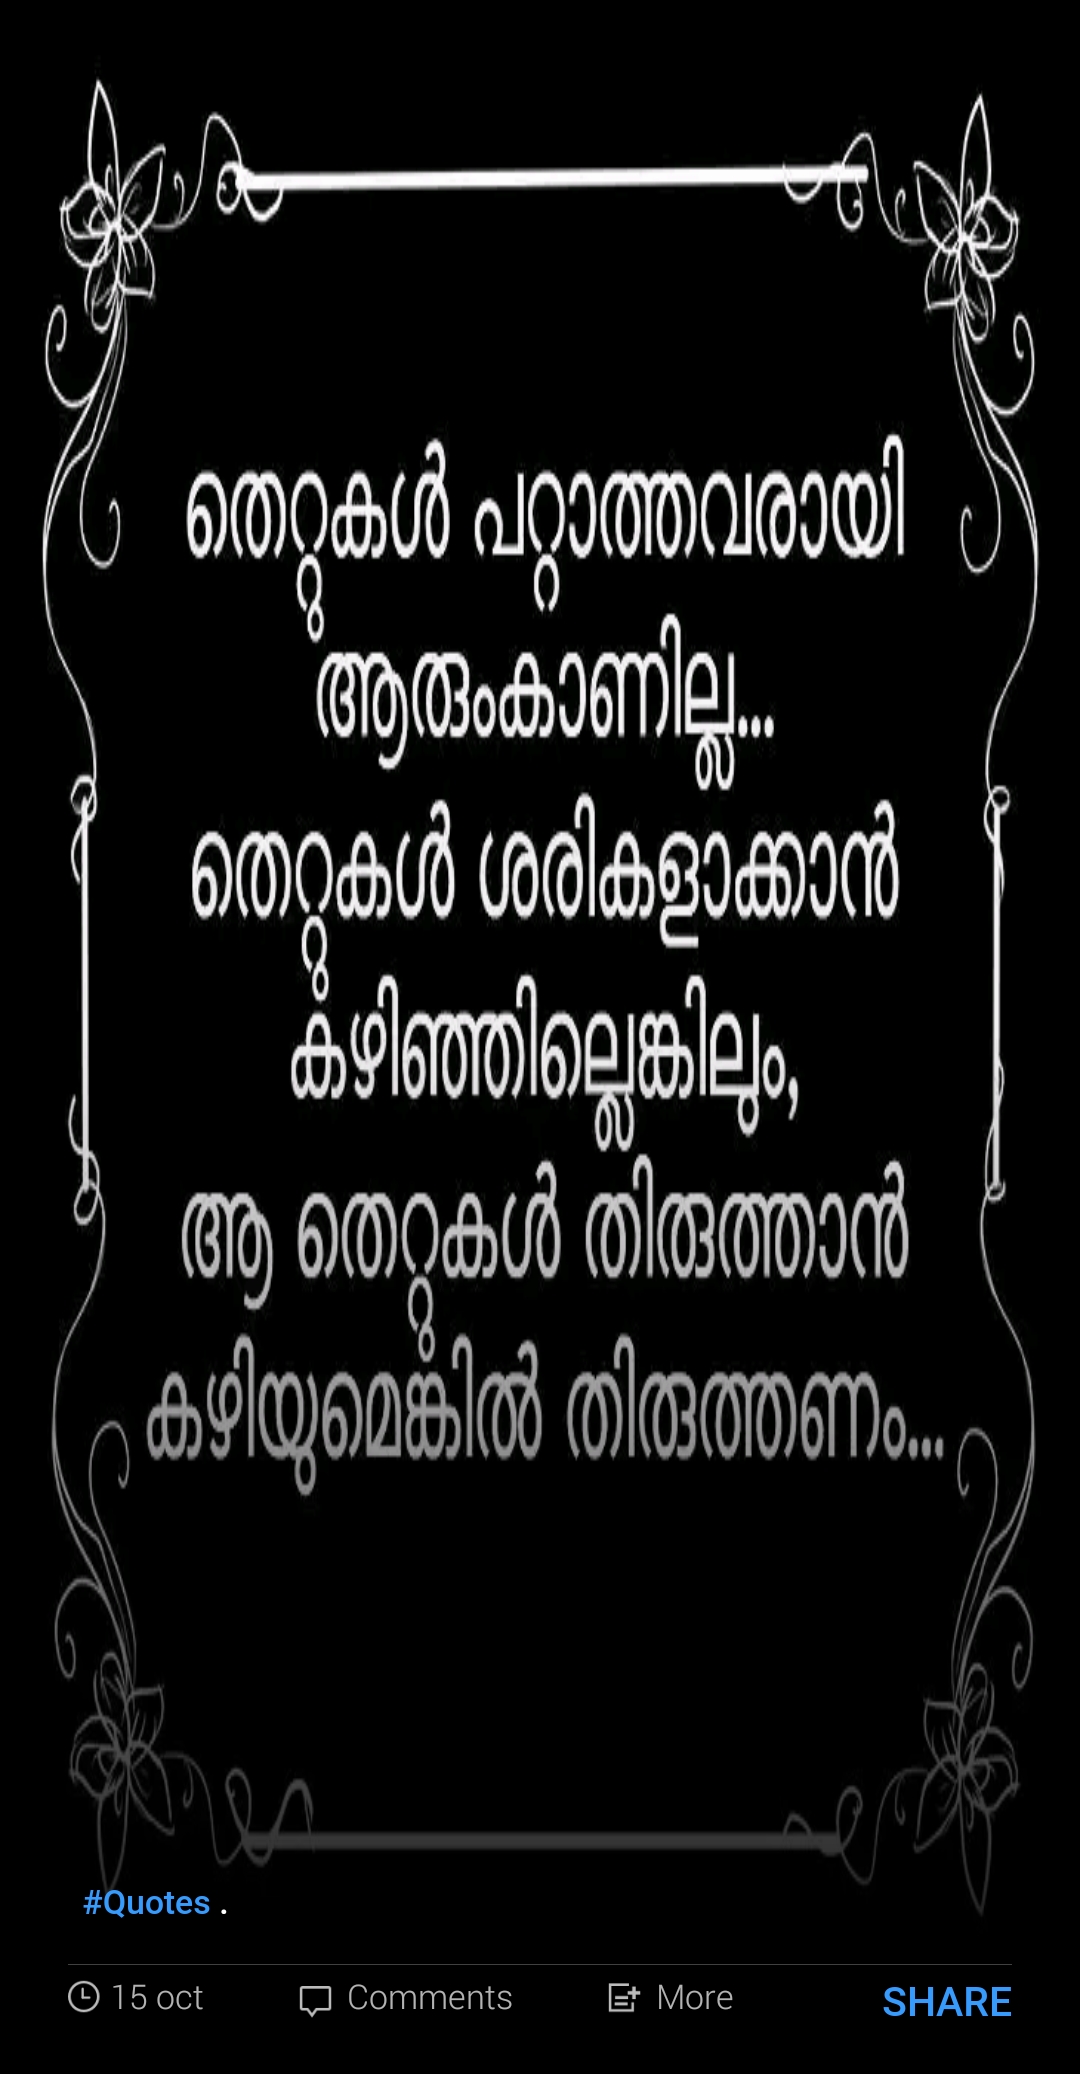 തെറ്റുകൾ പറ്റാത്തവരായി
ആരുംകാണില്ല...
തെറ്റുകൾ ശരികളാക്കാൻ
കഴിഞ്ഞില്ലെങ്കിലും,
ആ തെറ്റുകൾ തിരുത്താൻ
കഴിയുമെങ്കിൽ തിരുത്തണം...
#Quotes .
15 oct Comments More SHARE